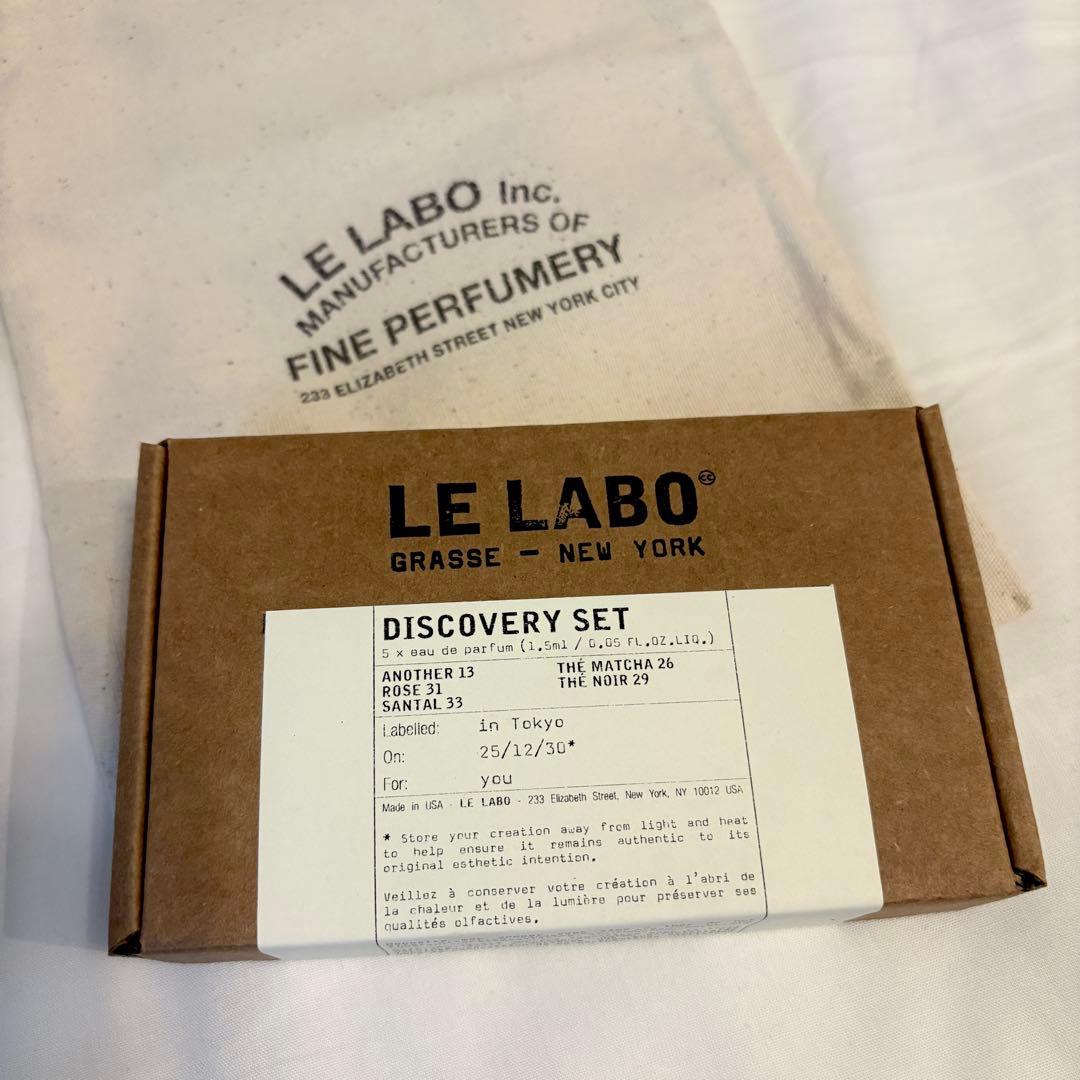 LE LABO Inc.
MANUFACTURERS OF
FINE PERFUMERY
233 ELIZABETH STREET NEW YORK CITY
LE LABO
GRASSE — NEW YORK
DISCOVERY SET
5 x eau de parfum (1.5ml / 0.05 FL.OZ.LIQ.)
ANOTHER 13 THÉ MATCHA 26
ROSE 31 THÉ NOIR 29
SANTAL 33
Labelled: in Tokyo
On: 25/12/30*
For: you
Made in USA - LE LABO - 233 Elizabeth Street, New York, NY 10012 USA
* Store your creation away from light and heat
to help ensure it remains authentic to its
original esthetic intention.
Veillez à conserver votre création à l'abri de
la chaleur et de la lumière pour préserver ses
qualités olfactives.